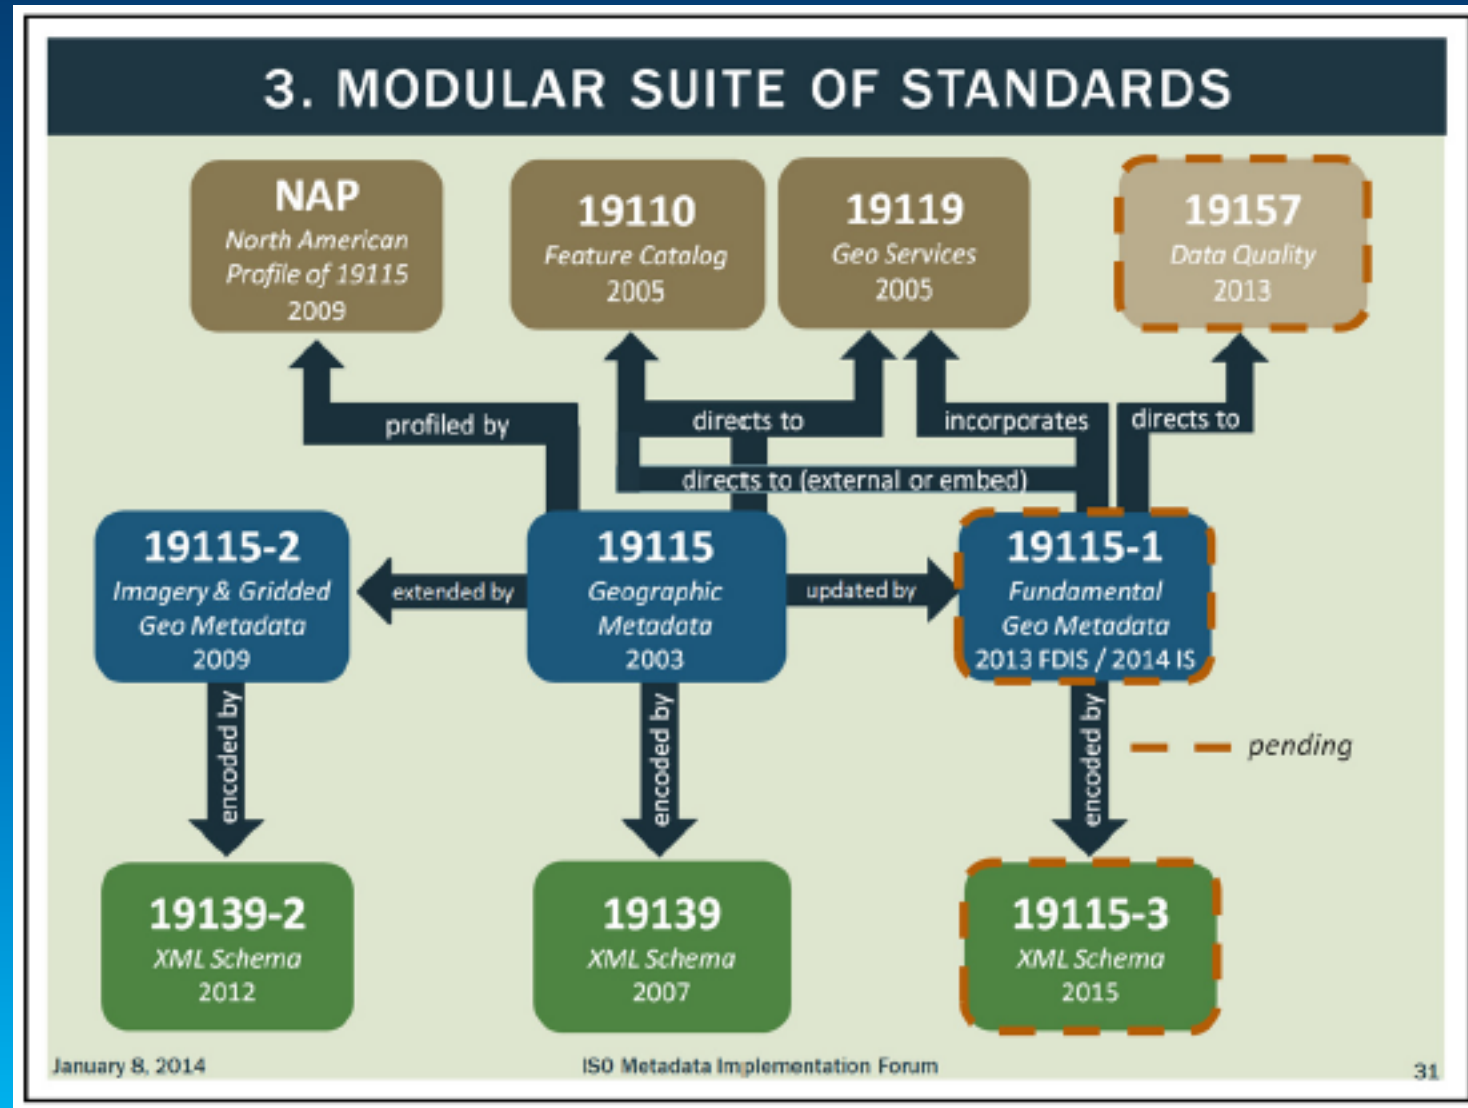 3. MODULAR SUITE OF STANDARDS
NAP
North American
Profile of 19115
2009
19110
Feature Catalog
2005
19119
Geo Services
2005
19157
Data Quality
2013
profiled by
directs to
incorporates
directs to
directs to (external or embed)
19115-2
Imagery & Gridded
Geo Metadata
2009
extended by
19115
Geographic
Metadata
2003
updated by
19115-1
Fundamental
Geo Metadata
2013 FDIS / 2014 IS
encoded by
encoded by
encoded by
pending
19139-2
XML Schema
2012
19139
XML Schema
2007
19115-3
XML Schema
2015
January 8, 2014
ISO Metadata Implementation Forum
31